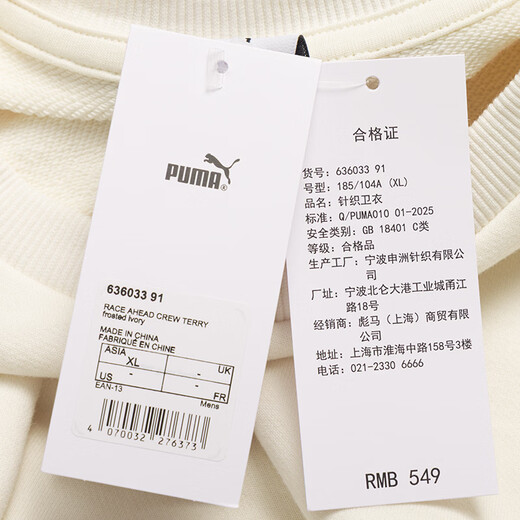 PUMA
636033 91
RACE AHEAD CREW TERRY
frosted ivory
MADE IN CHINA
FABRIQUÉ EN CHINE
ASIA XL - UK
US - - FR
EAN-13 Mens
4 070032 276373
合格证
货号: 636033 91
号型: 185/104A (XL)
品名: 针织卫衣
标准: Q/PUMA010 01-2025
安全类别: GB 18401 C类
等级: 合格品
生产工厂: 宁波申洲针织有限公司
厂址: 宁波北仑大港工业城甬江路18号
经销商: 彪马（上海）商贸有限公司
地址: 上海市淮海中路158号3楼
电话: 021-2330 6666
RMB 549